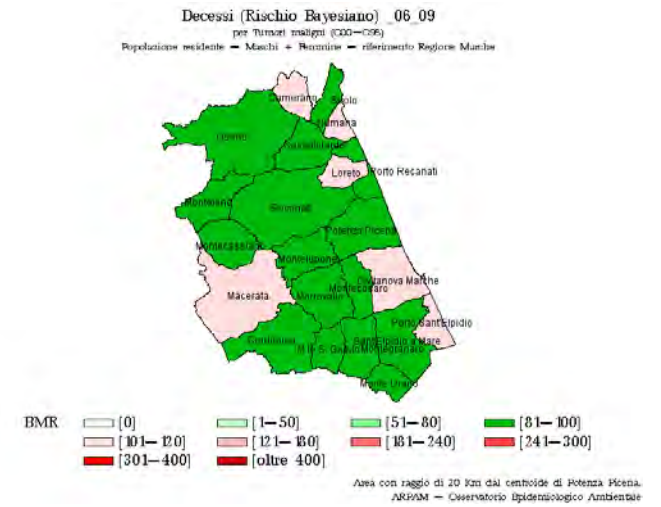 Decessi (Rischio Bayesiano) _06_09
per Tumori maligni (C00—C96)
Popolazione residente — Maschi + Femmine — riferimento Regione Marche
Camerano
Sirolo
Numana
Osimo
Castelfidardo
Loreto
Porto Recanati
Montefano
Recanati
Potenza Picena
Montecassiano
Montelupone
Civitanova Marche
Macerata
Montecosaro
Morrovalle
Porto Sant'Elpidio
Corridonia
Sant'Elpidio a Mare
Montegranaro
Monte Urano
BMR
[0]
[1—50]
[51—80]
[81—100]
[101—120]
[121—180]
[181—240]
[241—300]
[301—400]
[oltre 400]
Area con raggio di 20 Km dal centroide di Potenza Picena.
ARPAM — Osservatorio Epidemiologico Ambientale